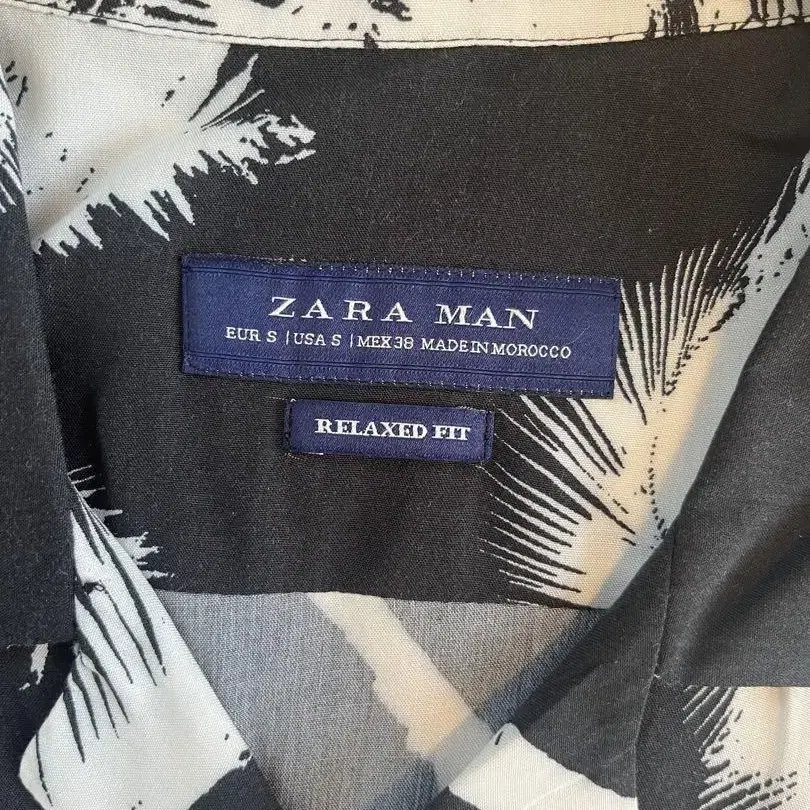 ZARA MAN
EUR S | USA S | MEX 38 MADE IN MOROCCO
RELAXED FIT